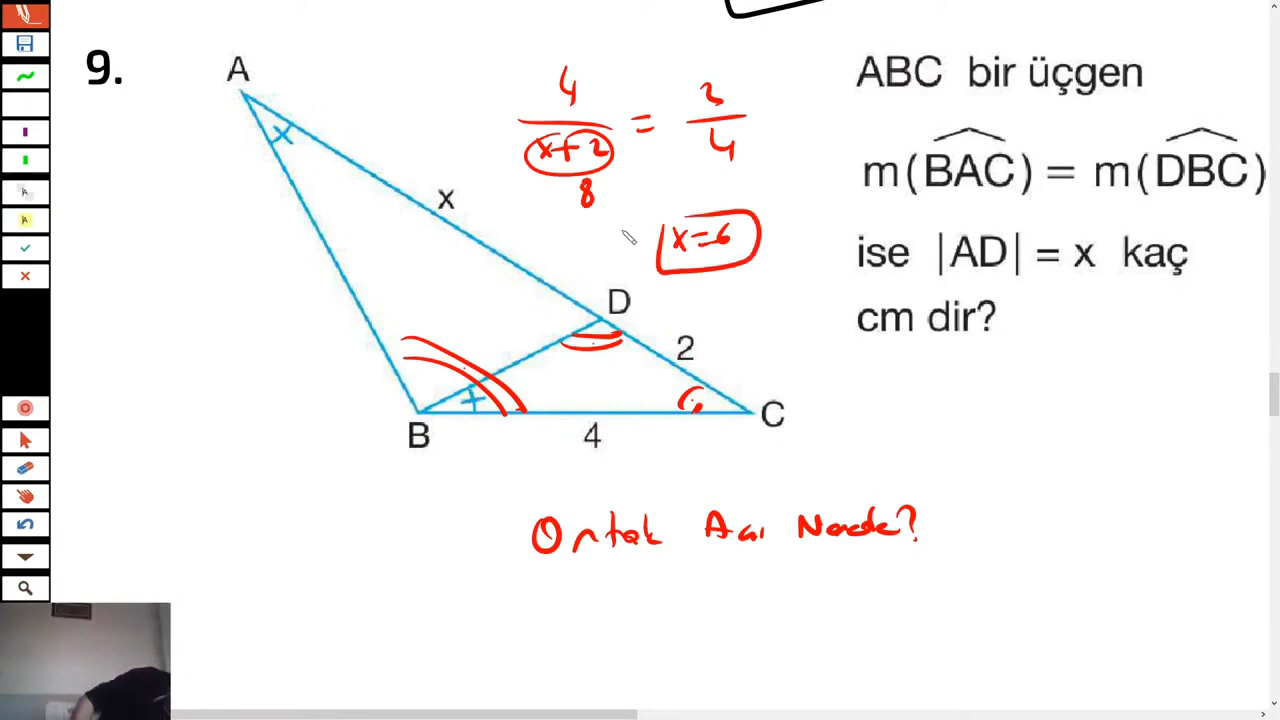 9.
A
4
3
x+2
=
4
8
x
x
x=6
D
2
B
x
4
C
Ortak Açı Nerde?
ABC bir üçgen
m(BAC) = m(DBC)
ise |AD| = x kaç
cm dir?